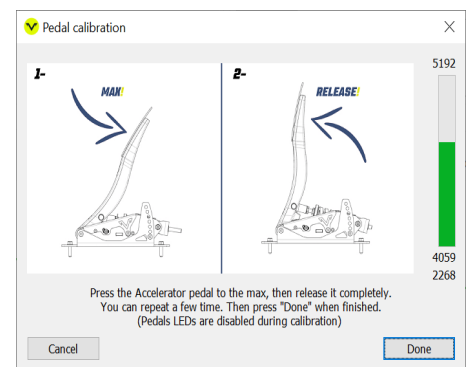 Pedal calibration
1-
MAX!
2-
RELEASE!
5192
4059
2268
Press the Accelerator pedal to the max, then release it completely.
You can repeat a few time. Then press "Done" when finished.
(Pedals LEDs are disabled during calibration)
Cancel
Done